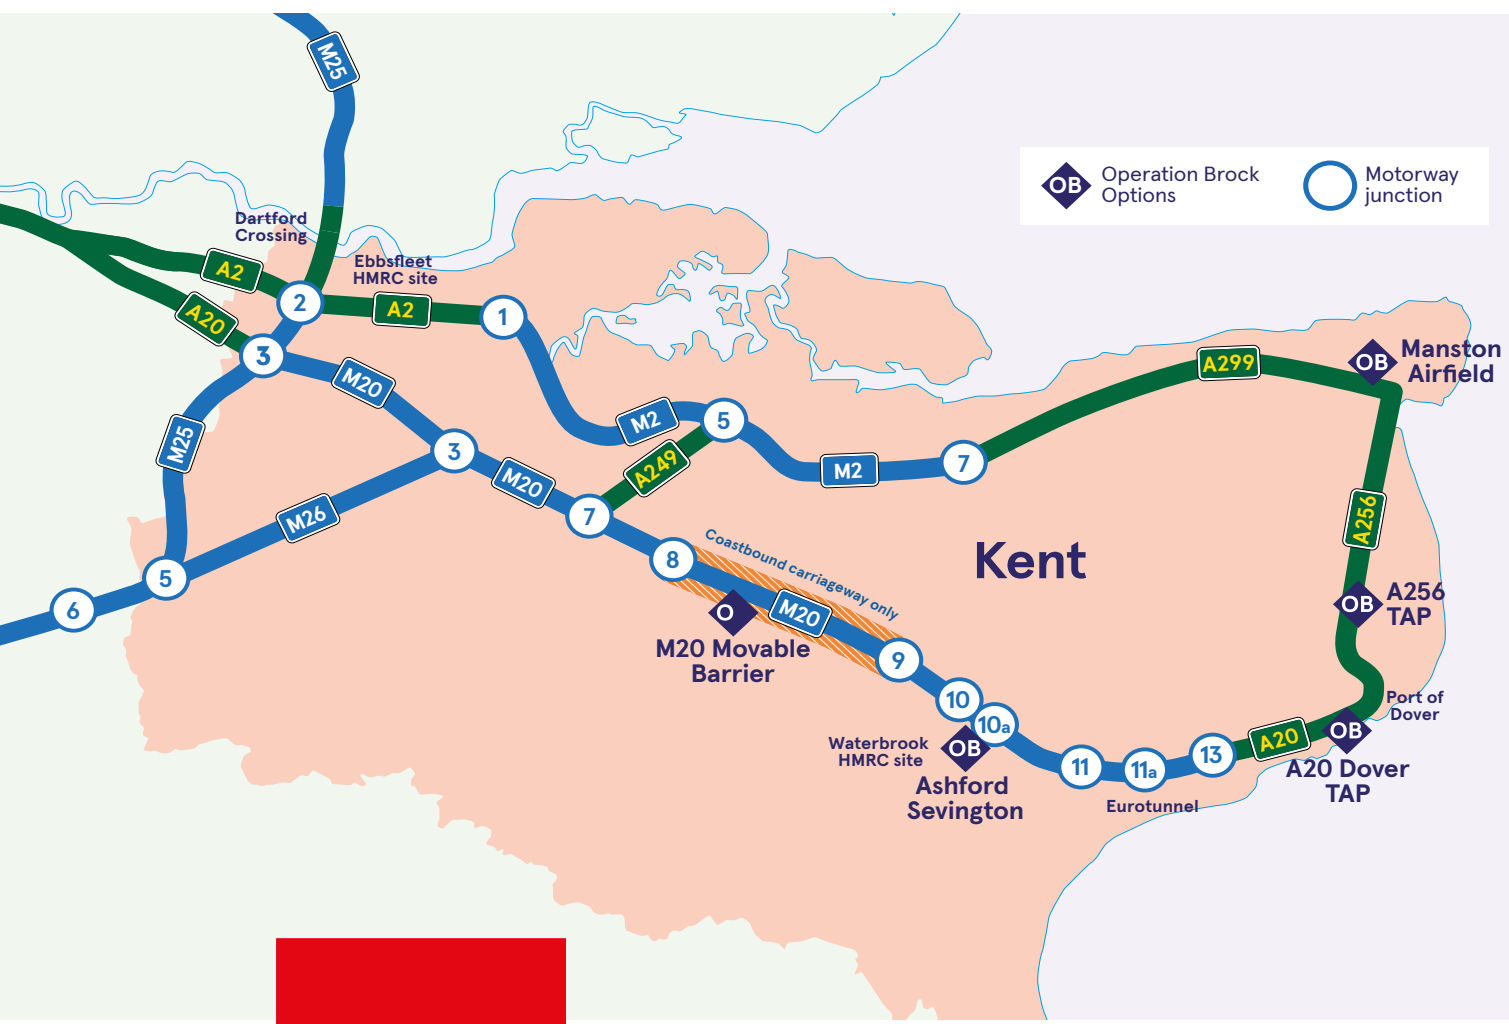 M25
OB
Operation Brock
Options
Motorway
junction
Dartford
Crossing
A2
Ebbsfleet
HMRC site
2
A2
1
A20
3
M20
M25
M2
5
A249
M2
7
A299
OB
Manston
Airfield
3
M20
M26
7
A256
Coastbound carriageway only
8
Kent
5
6
O
M20
M20 Movable
Barrier
OB
A256
TAP
9
10
10a
Waterbrook
HMRC site
OB
Ashford
Sevington
11
11a
13
Eurotunnel
A20
OB
Port of
Dover
A20 Dover
TAP